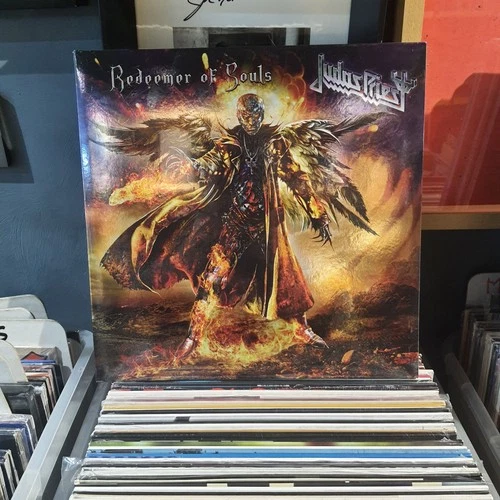 Redeemer of Souls
Judas Priest